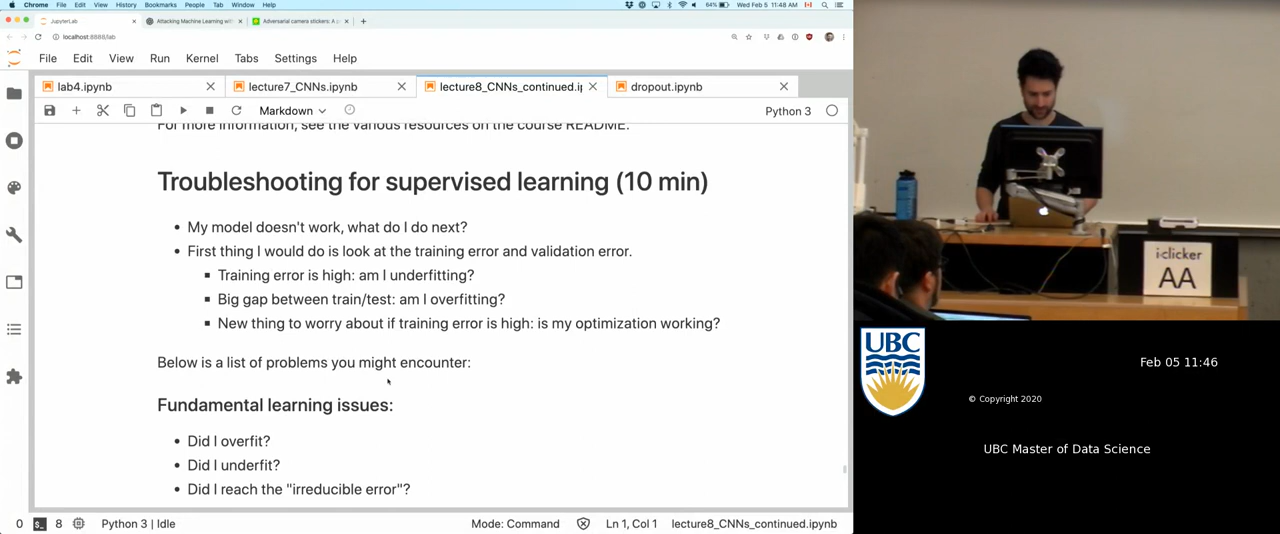 Chrome File Edit View History Bookmarks People Tab Window Help 64% Wed Feb 5 11:48 AM
JupyterLab Attacking Machine Learning wit Adversarial camera stickers: A p
localhost:8888/lab
File Edit View Run Kernel Tabs Settings Help
lab4.ipynb lecture7_CNNs.ipynb lecture8_CNNs_continued.ip dropout.ipynb
Markdown Python 3
For more information, see the various resources on the course README.
Troubleshooting for supervised learning (10 min)
• My model doesn't work, what do I do next?
• First thing I would do is look at the training error and validation error.
▪ Training error is high: am I underfitting?
▪ Big gap between train/test: am I overfitting?
▪ New thing to worry about if training error is high: is my optimization working?
Below is a list of problems you might encounter:
Fundamental learning issues:
• Did I overfit?
• Did I underfit?
• Did I reach the "irreducible error"?
0 8 Python 3 | Idle Mode: Command Ln 1, Col 1 lecture8_CNNs_continued.ipynb
i-clicker
AA
UBC
Feb 05 11:46
© Copyright 2020
UBC Master of Data Science